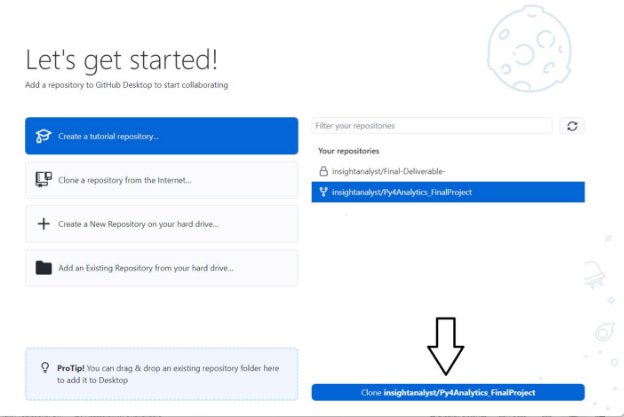 Let's get started!
Add a repository to GitHub Desktop to start collaborating
Create a tutorial repository...
Clone a repository from the Internet...
Create a New Repository on your hard drive...
Add an Existing Repository from your hard drive...
ProTip! You can drag & drop an existing repository folder here
to add it to Desktop
Filter your repositories
Your repositories
insightanalyst/Final-Deliverable-
insightanalyst/Py4Analytics_FinalProject
Clone insightanalyst/Py4Analytics_FinalProject